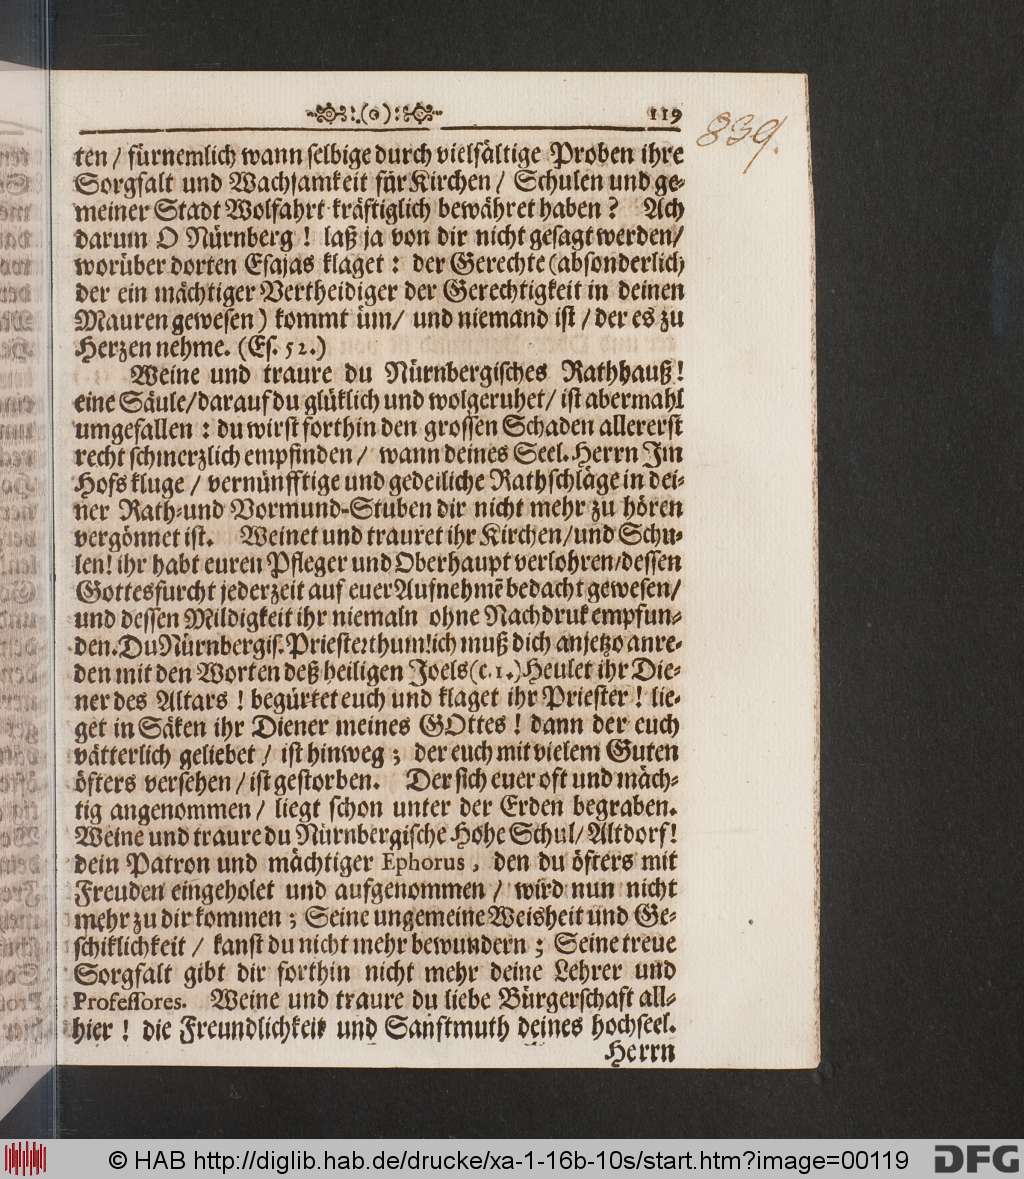 :(o): 119
839.
ten / fürnemlich wann selbige durch vielfältige Proben ihre
Sorgfalt und Wachsamkeit für Kirchen / Schulen und ge-
meiner Stadt Wolfahrt kräftiglich bewähret haben ? Ach
darum O Nürnberg ! laß ja von dir nicht gesagt werden/
worüber dorten Esajas klaget : der Gerechte (absonderlich
der ein mächtiger Vertheidiger der Gerechtigkeit in deinen
Mauren gewesen) kommt üm/ und niemand ist / der es zu
Herzen nehme. (Es. 52.)
Weine und traure du Nürnbergisches Rathhauß!
eine Säule/darauf du glüklich und wolgeruhet/ ist abermahl
umgefallen : du wirst forthin den grossen Schaden allererst
recht schmerzlich empfinden / wann deines Seel. Herrn Im
Hofs kluge / vernünfftige und gedeiliche Rathschläge in dei-
ner Rath-und Vormund-Stuben dir nicht mehr zu hören
vergönnet ist. Weinet und trauret ihr Kirchen/und Schu-
len! ihr habt euren Pfleger und Oberhaupt verlohren/dessen
Gottesfurcht jederzeit auf euer Aufnehmē bedacht gewesen/
und dessen Mildigkeit ihr niemaln ohne Nachdruk empfun-
den. Du Nürnbergis. Priesterthum! ich muß dich anjetzo anre-
den mit den Worten deß heiligen Joels (c. 1.) Heulet ihr Die-
ner des Altars ! begürtet euch und klaget ihr Priester ! lie-
get in Säken ihr Diener meines GOttes ! dann der euch
vätterlich geliebet / ist hinweg ; der euch mit vielem Guten
öfters versehen / ist gestorben. Der sich euer oft und mäch-
tig angenommen / liegt schon unter der Erden begraben.
Weine und traure du Nürnbergische Hohe Schul/ Altdorf!
dein Patron und mächtiger Ephorus, den du öfters mit
Freuden eingeholet und aufgenommen / wird nun nicht
mehr zu dir kommen ; Seine ungemeine Weisheit und Ge-
schiklichkeit / kanst du nicht mehr bewundern ; Seine treue
Sorgfalt gibt dir forthin nicht mehr deine Lehrer und
Professores. Weine und traure du liebe Bürgerschaft all-
hier ! die Freundlichkeit und Sanftmuth deines hochseel.
Herrn
© HAB http://diglib.hab.de/drucke/xa-1-16b-10s/start.htm?image=00119 DFG